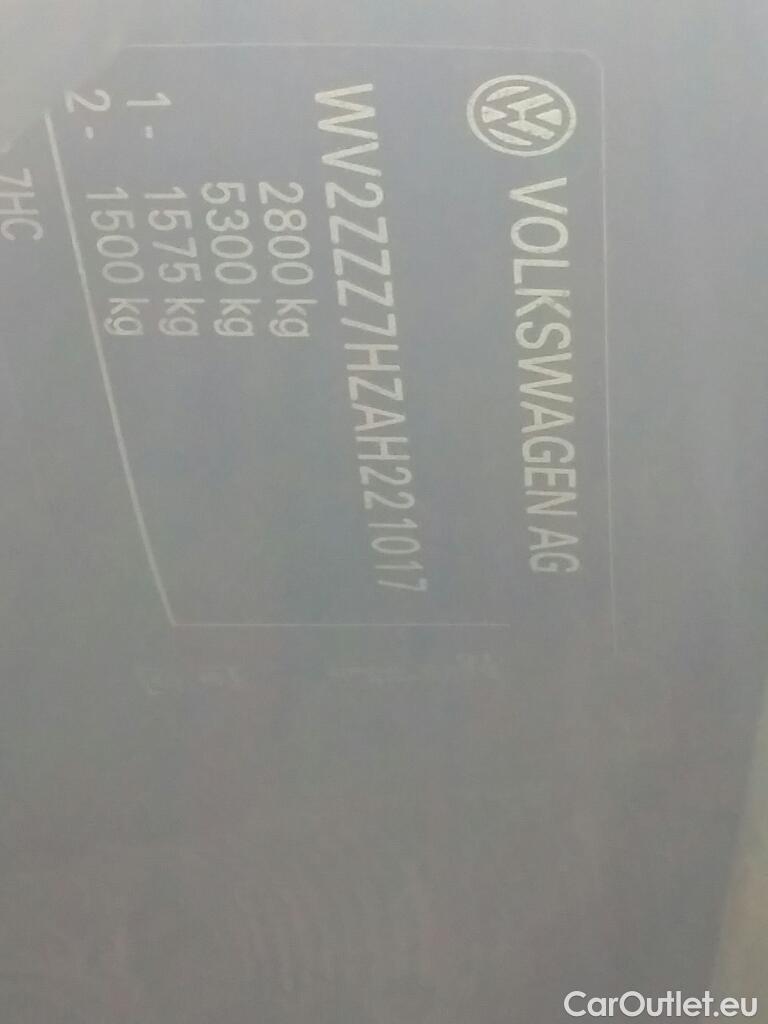 VOLKSWAGEN AG
WV2ZZZ7HZAH221017
2800 kg
5300 kg
1- 1575 kg
2- 1500 kg
7HC
CarOutlet.eu